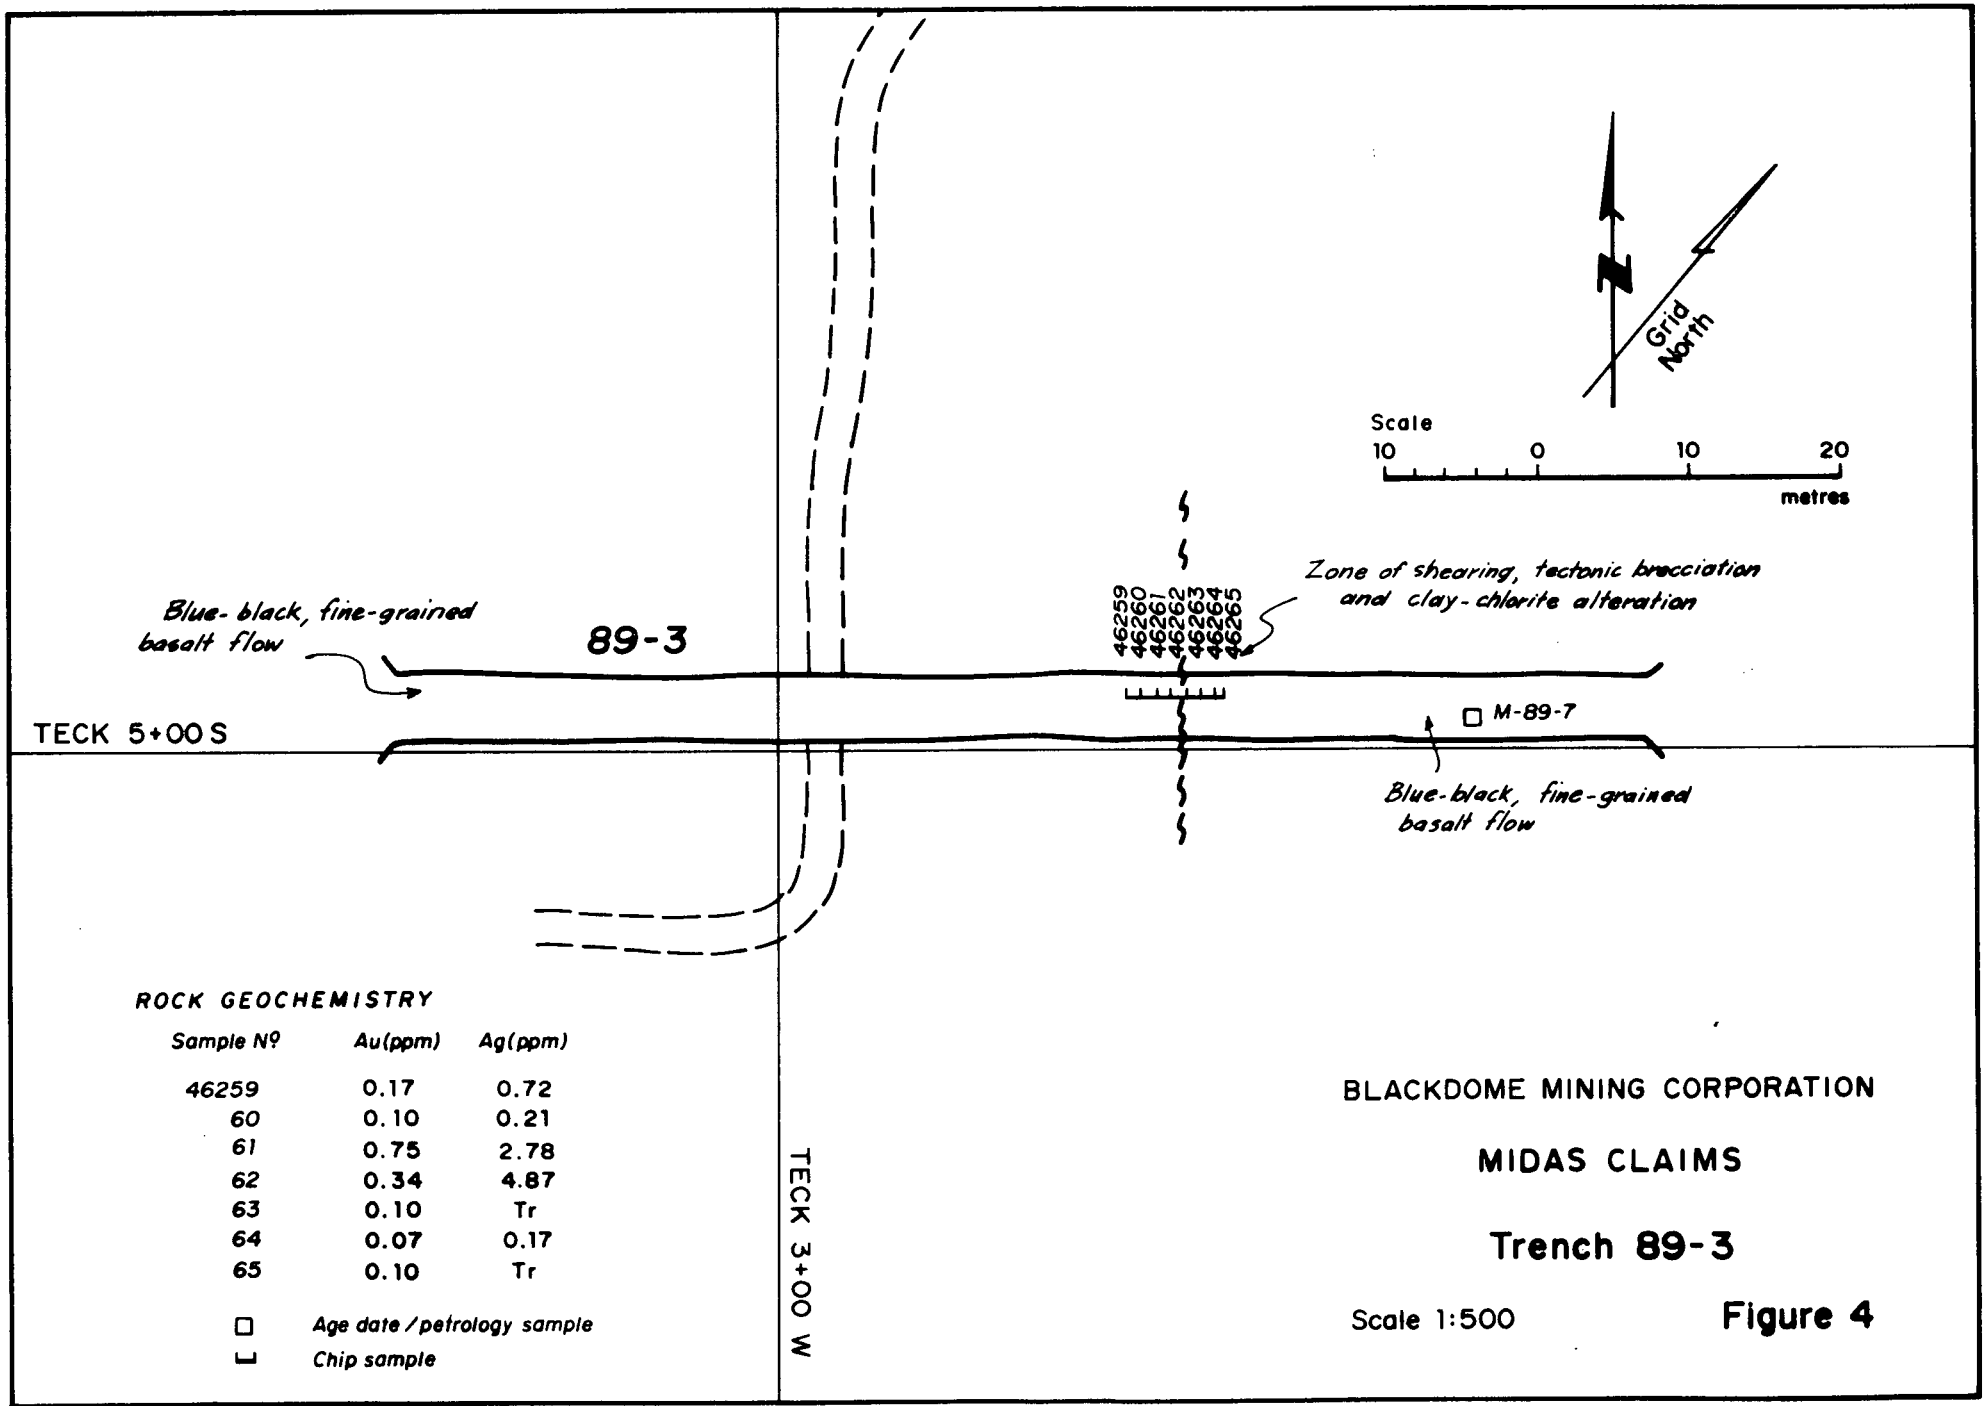 N
Grid
North
Scale
10 0 10 20
metres
Zone of shearing, tectonic brecciation
and clay-chlorite alteration
46259
46260
46261
46262
46263
46264
46265
Blue-black, fine-grained
basalt flow
89-3
M-89-7
TECK 5+00 S
Blue-black, fine-grained
basalt flow
ROCK GEOCHEMISTRY
Sample Nº Au(ppm) Ag(ppm)
46259 0.17 0.72
60 0.10 0.21
61 0.75 2.78
62 0.34 4.87
63 0.10 Tr
64 0.07 0.17
65 0.10 Tr
Age date/petrology sample
Chip sample
TECK 3+00 W
BLACKDOME MINING CORPORATION
MIDAS CLAIMS
Trench 89-3
Scale 1:500 Figure 4